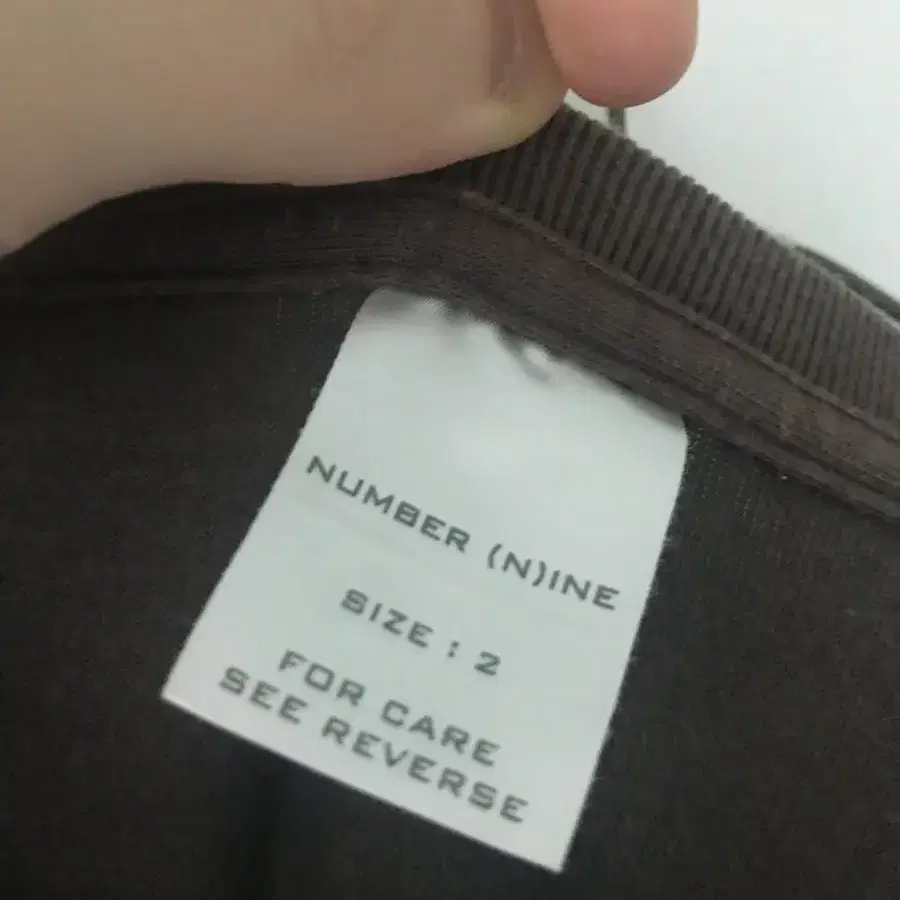 NUMBER (N)INE
SIZE : 2
FOR CARE
SEE REVERSE